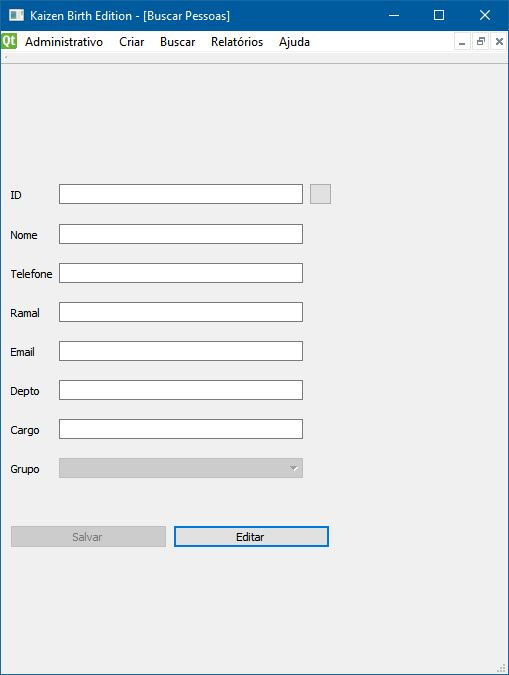 Kaizen Birth Edition - [Buscar Pessoas]
Qt Administrativo Criar Buscar Relatórios Ajuda
ID
Nome
Telefone
Ramal
Email
Depto
Cargo
Grupo
Salvar Editar